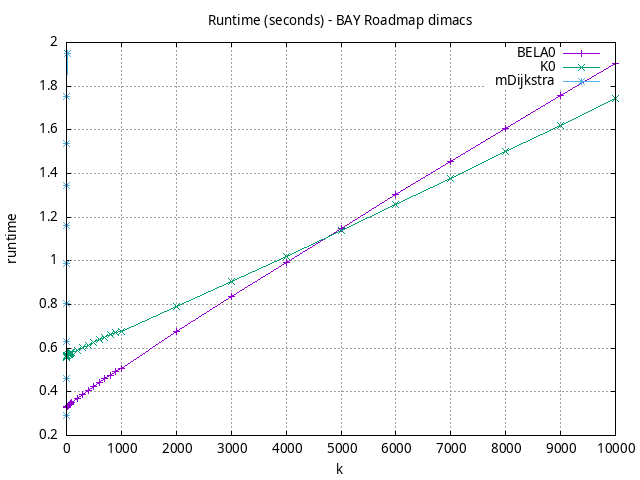 Runtime (seconds) - BAY Roadmap dimacs
BELA0
K0
mDijkstra
2
1.8
1.6
1.4
1.2
1
0.8
0.6
0.4
0.2
runtime
0 1000 2000 3000 4000 5000 6000 7000 8000 9000 10000
k